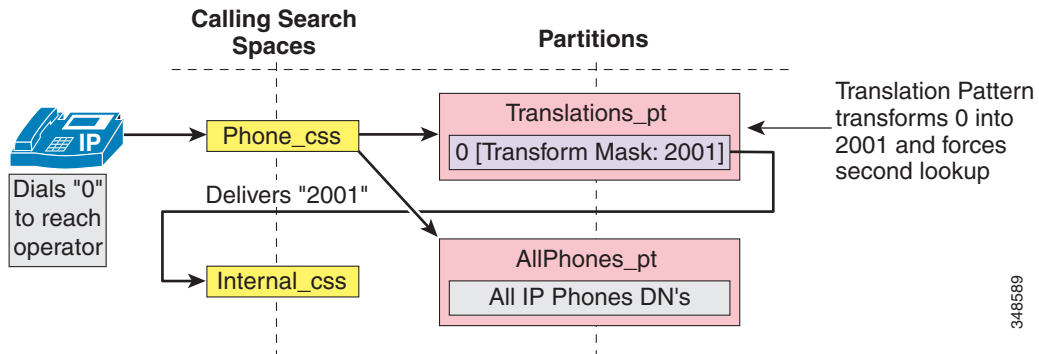 Calling Search
Spaces
Partitions
IP
Dials "0"
to reach
operator
Phone_css
Translations_pt
0 [Transform Mask: 2001]
Translation Pattern
transforms 0 into
2001 and forces
second lookup
Delivers "2001"
Internal_css
AllPhones_pt
All IP Phones DN's
348589